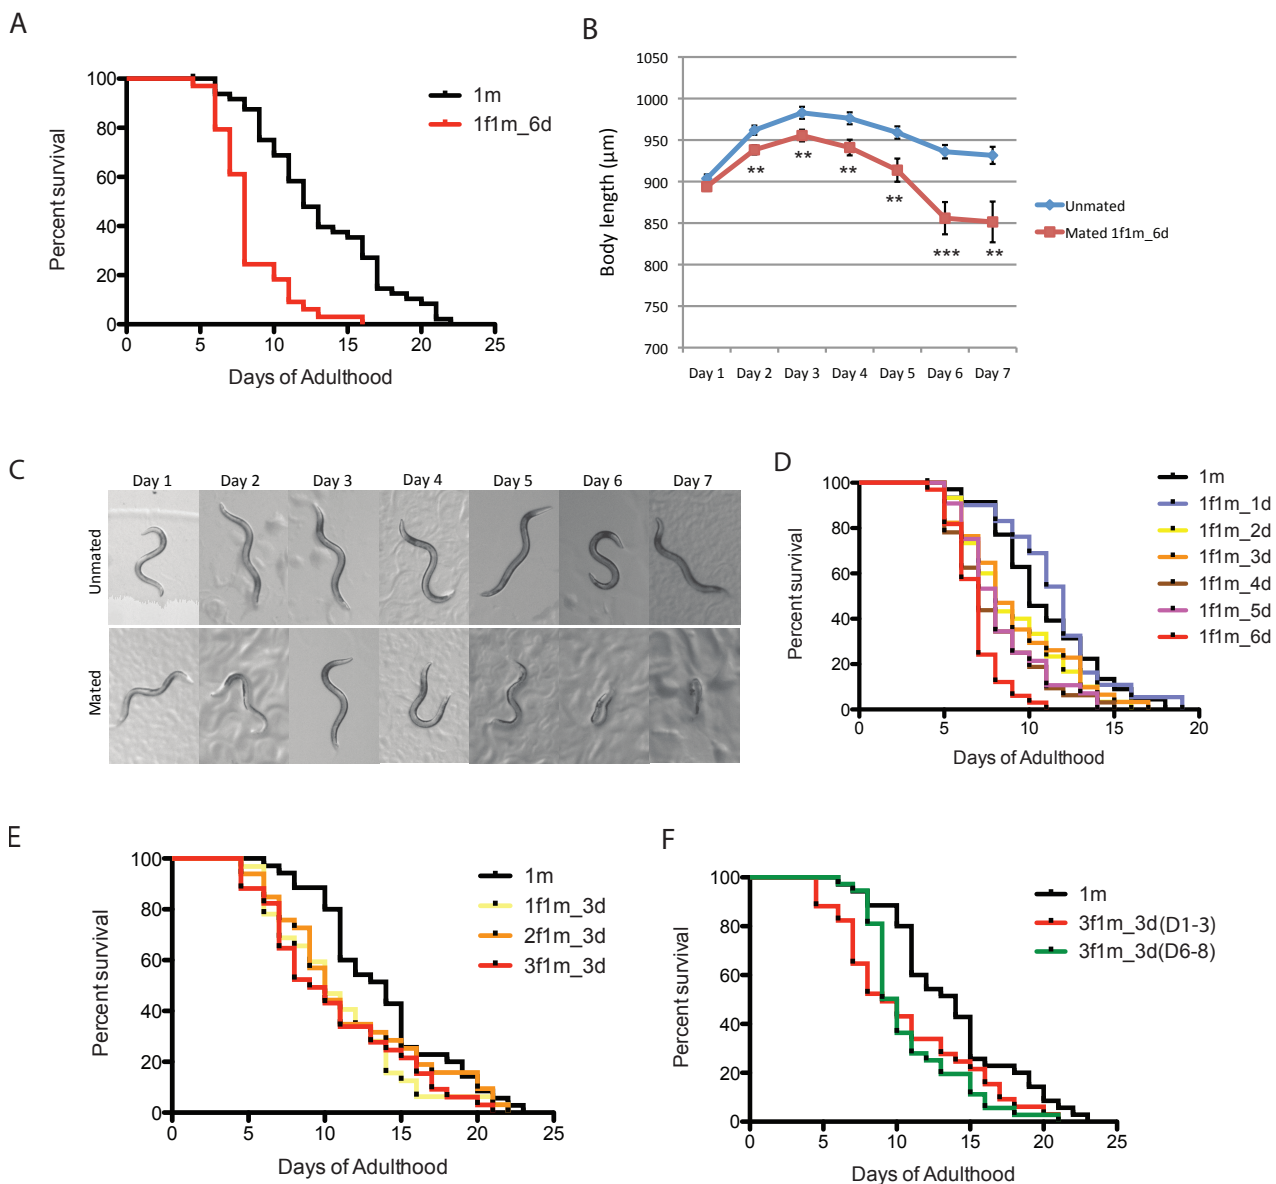 A
100
80
60
40
20
0
0 5 10 15 20 25
Percent survival
Days of Adulthood
1m
1f1m_6d
B
1050
1000
950
900
850
800
750
700
Body length (µm)
** ** ** ** *** **
Day 1 Day 2 Day 3 Day 4 Day 5 Day 6 Day 7
Unmated
Mated 1f1m_6d
C
Day 1 Day 2 Day 3 Day 4 Day 5 Day 6 Day 7
Unmated
Mated
D
100
80
60
40
20
0
0 5 10 15 20
Percent survival
Days of Adulthood
1m
1f1m_1d
1f1m_2d
1f1m_3d
1f1m_4d
1f1m_5d
1f1m_6d
E
100
80
60
40
20
0
0 5 10 15 20 25
Percent survival
Days of Adulthood
1m
1f1m_3d
2f1m_3d
3f1m_3d
F
100
80
60
40
20
0
0 5 10 15 20 25
Percent survival
Days of Adulthood
1m
3f1m_3d(D1-3)
3f1m_3d(D6-8)